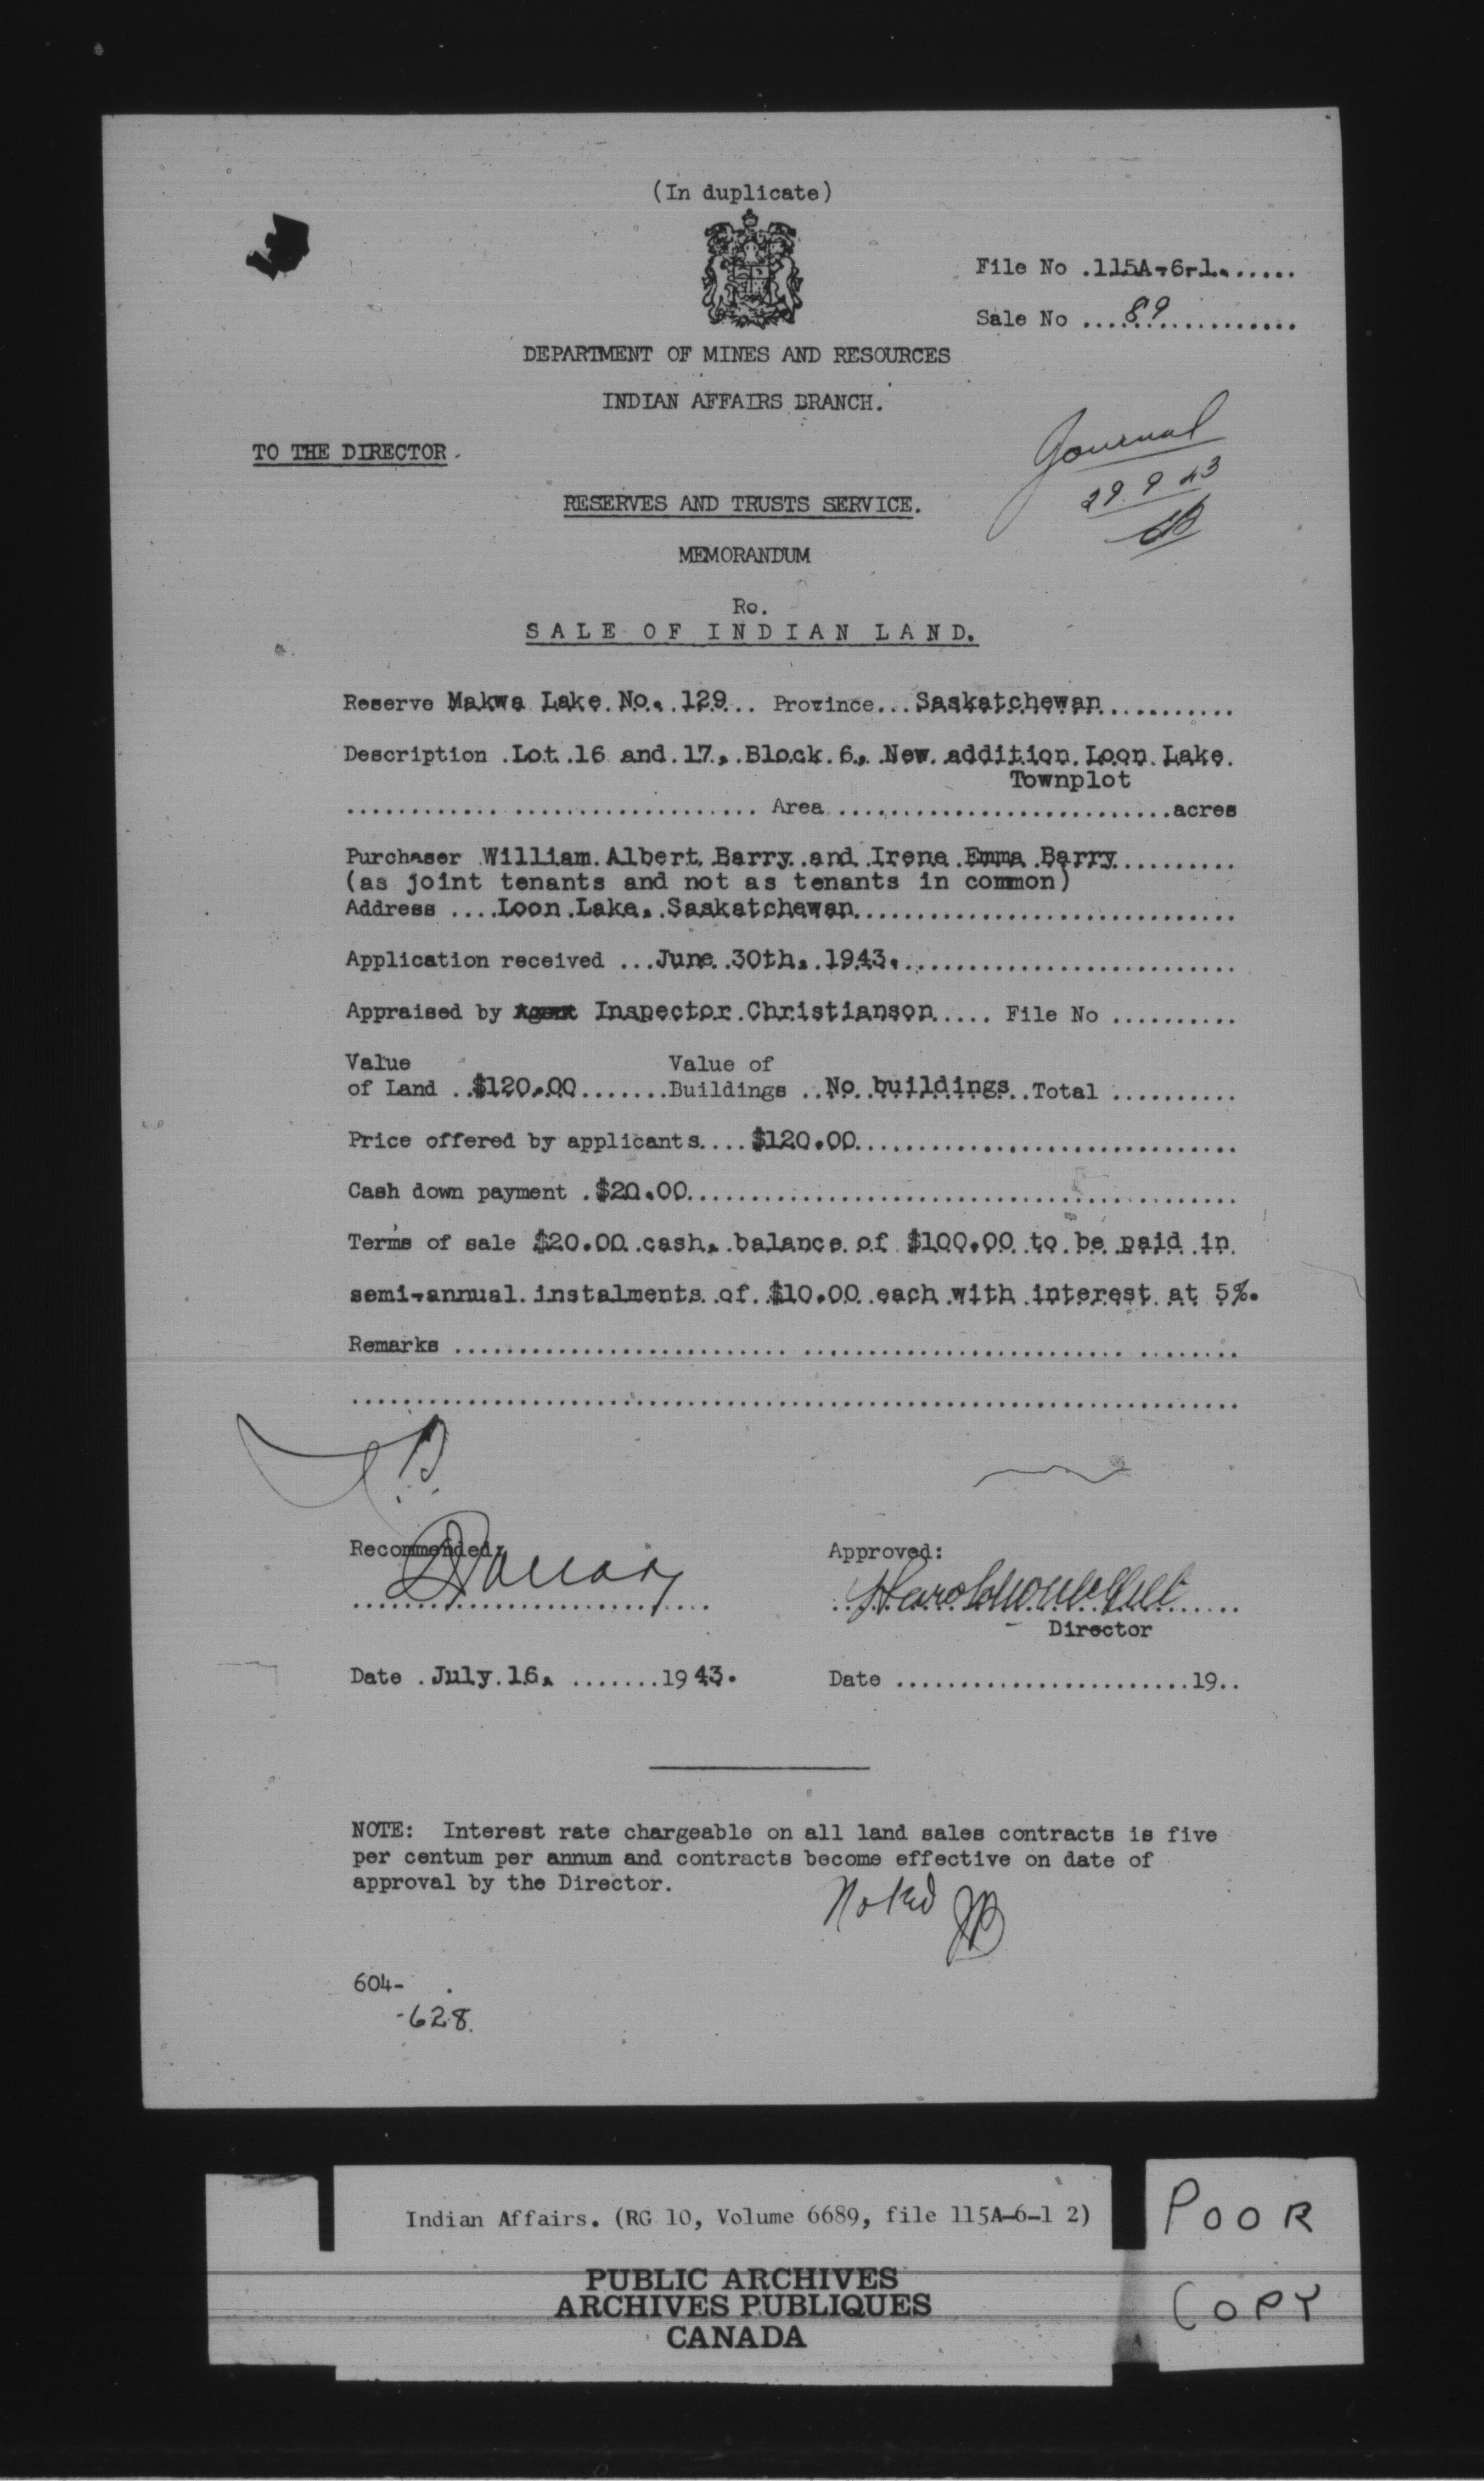 (In duplicate)
File No .115A-6-1.......
Sale No ....89.................
DEPARTMENT OF MINES AND RESOURCES
INDIAN AFFAIRS BRANCH.
Journal
TO THE DIRECTOR.
29.9 43
RESERVES AND TRUSTS SERVICE.
MEMORANDUM
Re.
SALE OF INDIAN LAND.
Reserve Makwa Lake No. 129... Province...Saskatchewan..........
Description .Lot 16 and 17, Block 6, New addition Loon Lake.
Townplot
................................ Area ..........................acres
Purchaser William Albert Barry and Irene Emma Barry..........
(as joint tenants and not as tenants in common)
Address ....Loon Lake, Saskatchewan..............................
Application received ...June 30th, 1943...........................
Appraised by Inspector Christianson..... File No ..........
Value Value of
of Land ..$120.00.......Buildings ..No buildings..Total ..........
Price offered by applicants....$120.00..............................
Cash down payment .$20.00...........................................
Terms of sale $20.00 cash, balance of $100.00 to be paid in
semi-annual instalments of $10.00 each with interest at 5%.
Remarks .............................................................
.....................................................................
Recommended: Approved:
Director
Date .July 16, .......1943. Date .......................19..
NOTE: Interest rate chargeable on all land sales contracts is five
per centum per annum and contracts become effective on date of
approval by the Director.
Noted
604-
-628.
Indian Affairs. (RG 10, Volume 6689, file 115A-6-1 2)
PUBLIC ARCHIVES
ARCHIVES PUBLIQUES
CANADA
POOR
COPY